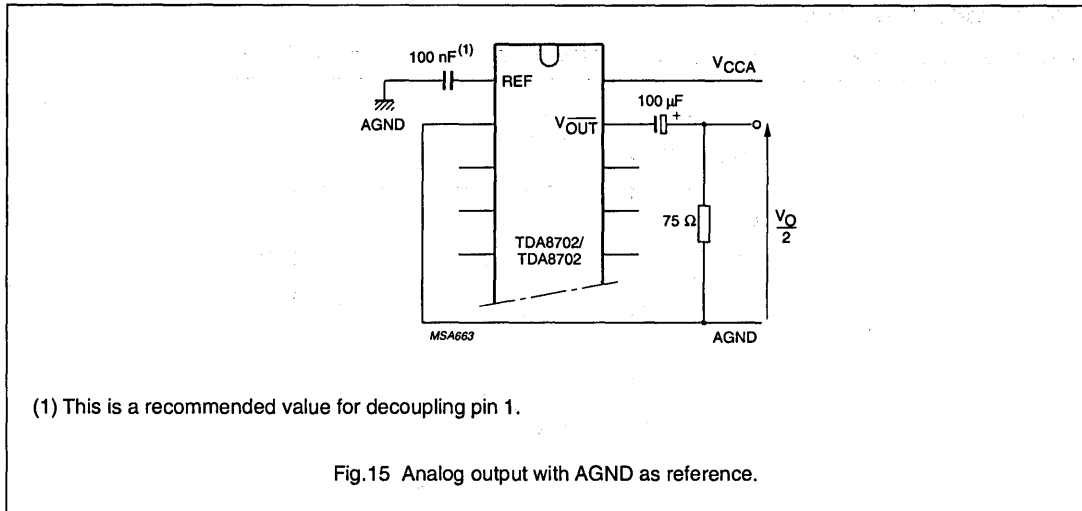 100 nF(1)
REF
VCCA
AGND
100 µF
+
VOUT
75 Ω
VO
2
TDA8702/
TDA8702
MSA663
AGND
(1) This is a recommended value for decoupling pin 1.
Fig.15 Analog output with AGND as reference.